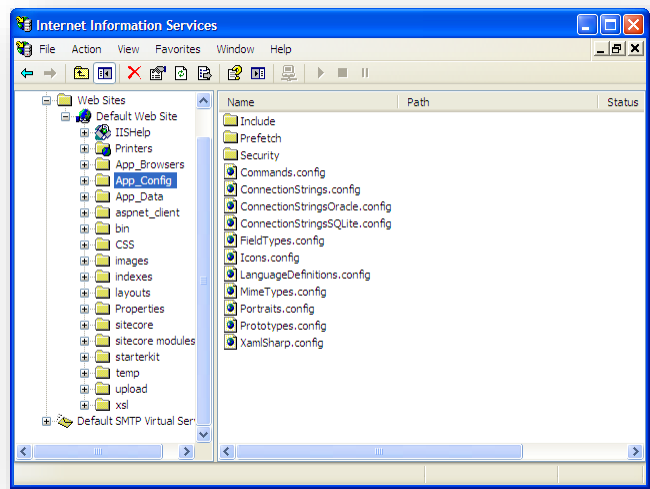 Internet Information Services
File Action View Favorites Window Help
Web Sites
Default Web Site
IISHelp
Printers
App_Browsers
App_Config
App_Data
aspnet_client
bin
CSS
images
indexes
layouts
Properties
sitecore
sitecore modules
starterkit
temp
upload
xsl
Default SMTP Virtual Ser
Name Path Status
Include
Prefetch
Security
Commands.config
ConnectionStrings.config
ConnectionStringsOracle.config
ConnectionStringsSQLite.config
FieldTypes.config
Icons.config
LanguageDefinitions.config
MimeTypes.config
Portraits.config
Prototypes.config
XamlSharp.config